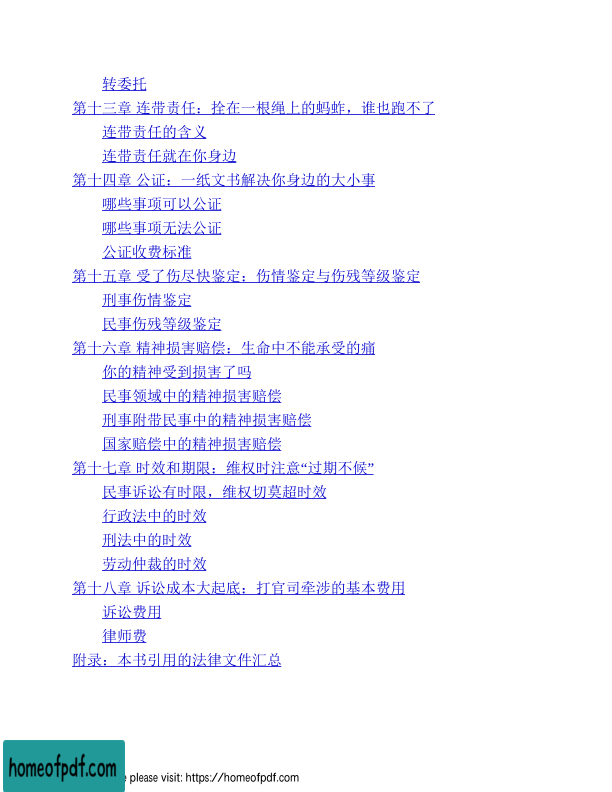 转委托
第十三章 连带责任：拴在一根绳上的蚂蚱，谁也跑不了
连带责任的含义
连带责任就在你身边
第十四章 公证：一纸文书解决你身边的大小事
哪些事项可以公证
哪些事项无法公证
公证收费标准
第十五章 受了伤尽快鉴定：伤情鉴定与伤残等级鉴定
刑事伤情鉴定
民事伤残等级鉴定
第十六章 精神损害赔偿：生命中不能承受的痛
你的精神受到损害了吗
民事领域中的精神损害赔偿
刑事附带民事中的精神损害赔偿
国家赔偿中的精神损害赔偿
第十七章 时效和期限：维权时注意“过期不候”
民事诉讼有时限，维权切莫超时效
行政法中的时效
刑法中的时效
劳动仲裁的时效
第十八章 诉讼成本大起底：打官司牵涉的基本费用
诉讼费用
律师费
附录：本书引用的法律文件汇总
homeofpdf.com
e please visit: https://homeofpdf.com